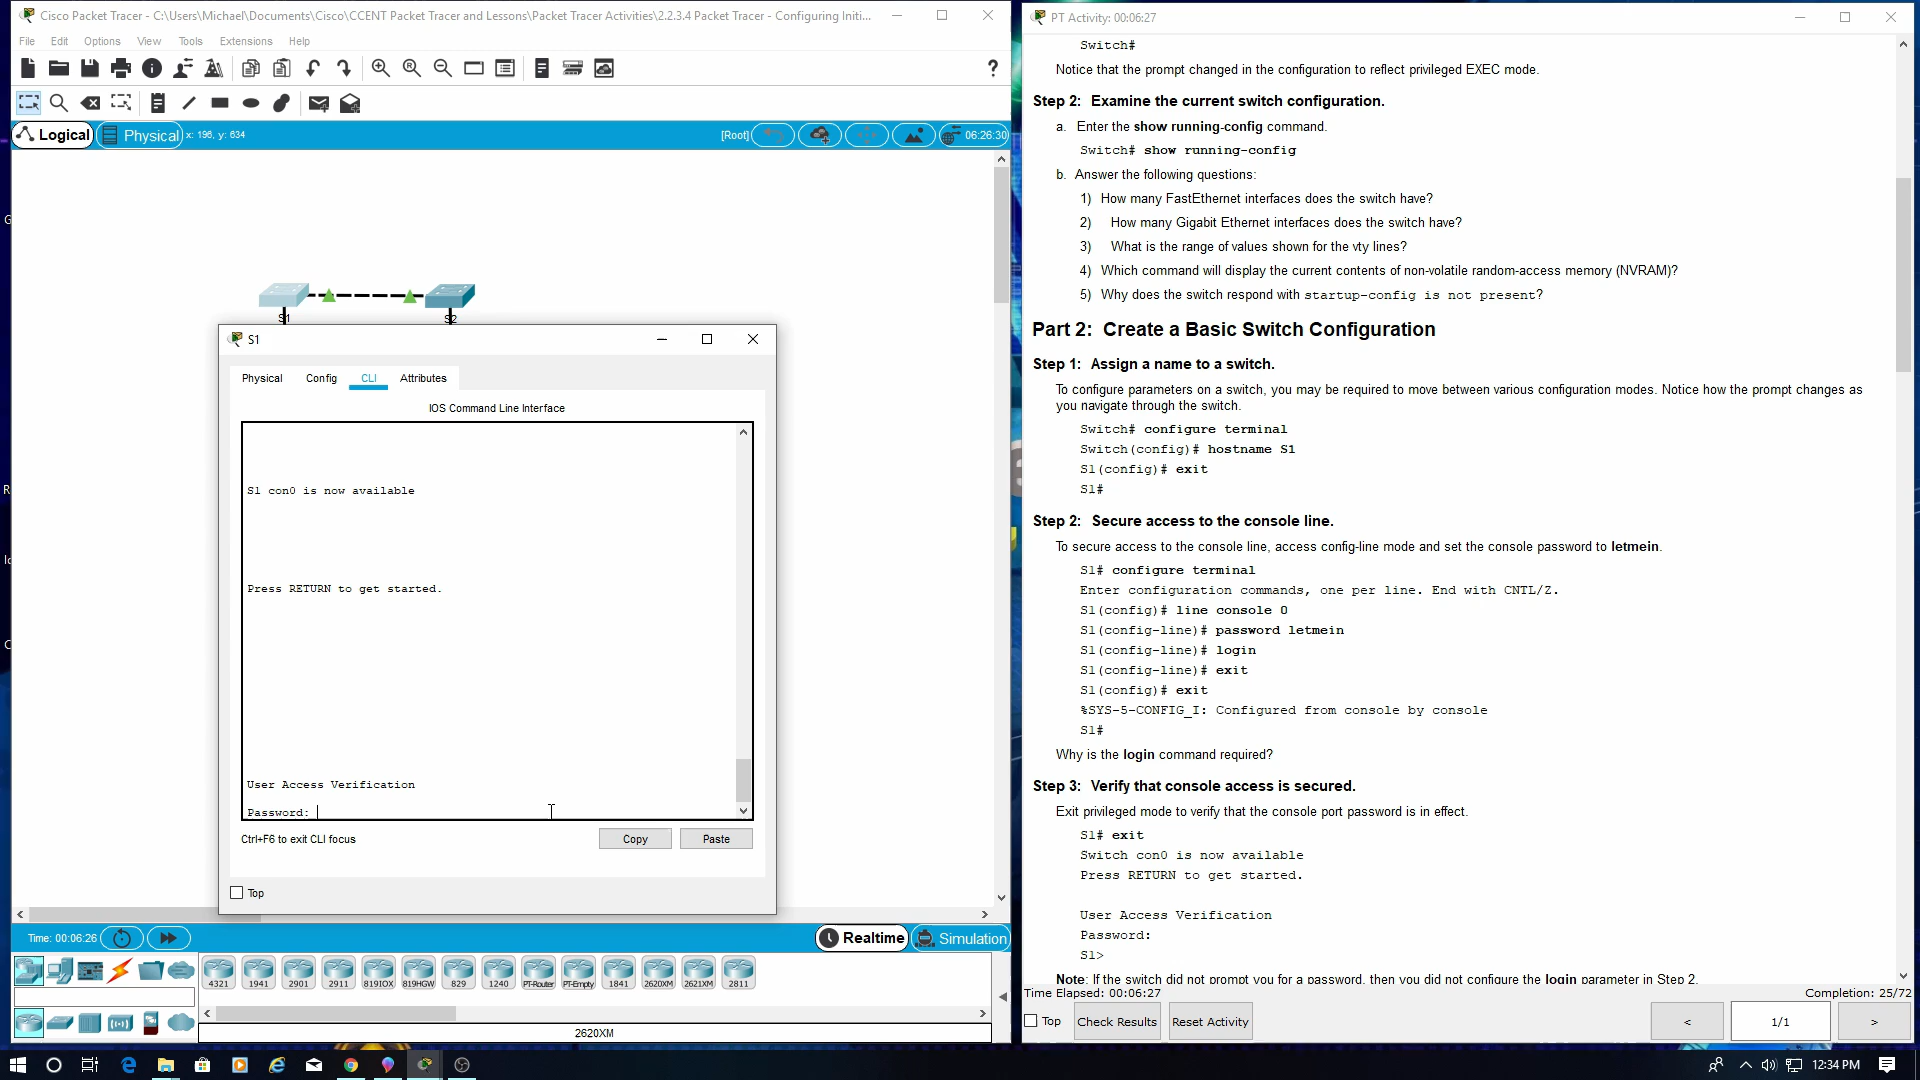 Cisco Packet Tracer - C:\Users\Michael\Documents\Cisco\CCENT Packet Tracer and Lessons\Packet Tracer Activities\2.2.3.4 Packet Tracer - Configuring Initi...
File Edit Options View Tools Extensions Help
Logical Physical x: 196, y: 634 [Root] 06:26:30
S1 S2
S1
Physical Config CLI Attributes
IOS Command Line Interface
S1 con0 is now available
Press RETURN to get started.
User Access Verification
Password:
Ctrl+F6 to exit CLI focus Copy Paste
Top
Time: 00:06:26 Realtime Simulation
4321 1941 2901 2911 819IOX 819HGW 829 1240 PT-Router PT-Empty 1841 2620XM 2621XM 2811
2620XM
PT Activity: 00:06:27
Switch#
Notice that the prompt changed in the configuration to reflect privileged EXEC mode.
Step 2: Examine the current switch configuration.
a. Enter the show running-config command.
Switch# show running-config
b. Answer the following questions:
1) How many FastEthernet interfaces does the switch have?
2) How many Gigabit Ethernet interfaces does the switch have?
3) What is the range of values shown for the vty lines?
4) Which command will display the current contents of non-volatile random-access memory (NVRAM)?
5) Why does the switch respond with startup-config is not present?
Part 2: Create a Basic Switch Configuration
Step 1: Assign a name to a switch.
To configure parameters on a switch, you may be required to move between various configuration modes. Notice how the prompt changes as
you navigate through the switch.
Switch# configure terminal
Switch(config)# hostname S1
S1(config)# exit
S1#
Step 2: Secure access to the console line.
To secure access to the console line, access config-line mode and set the console password to letmein.
S1# configure terminal
Enter configuration commands, one per line. End with CNTL/Z.
S1(config)# line console 0
S1(config-line)# password letmein
S1(config-line)# login
S1(config-line)# exit
S1(config)# exit
%SYS-5-CONFIG_I: Configured from console by console
S1#
Why is the login command required?
Step 3: Verify that console access is secured.
Exit privileged mode to verify that the console port password is in effect.
S1# exit
Switch con0 is now available
Press RETURN to get started.
User Access Verification
Password:
S1>
Note: If the switch did not prompt you for a password, then you did not configure the login parameter in Step 2.
Time Elapsed: 00:06:27 Completion: 25/72
Top Check Results Reset Activity < 1/1 >
12:34 PM